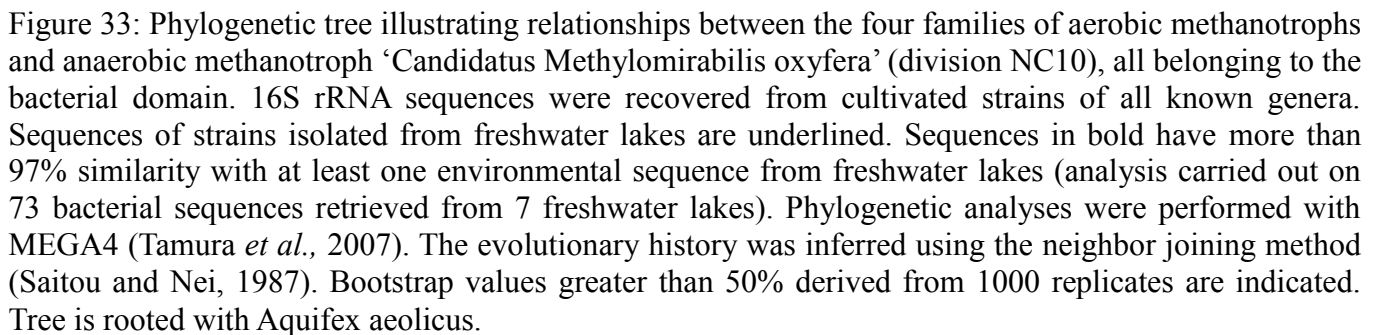 Figure 33: Phylogenetic tree illustrating relationships between the four families of aerobic methanotrophs
and anaerobic methanotroph ‘Candidatus Methylomirabilis oxyfera’ (division NC10), all belonging to the
bacterial domain. 16S rRNA sequences were recovered from cultivated strains of all known genera.
Sequences of strains isolated from freshwater lakes are underlined. Sequences in bold have more than
97% similarity with at least one environmental sequence from freshwater lakes (analysis carried out on
73 bacterial sequences retrieved from 7 freshwater lakes). Phylogenetic analyses were performed with
MEGA4 (Tamura et al., 2007). The evolutionary history was inferred using the neighbor joining method
(Saitou and Nei, 1987). Bootstrap values greater than 50% derived from 1000 replicates are indicated.
Tree is rooted with Aquifex aeolicus.